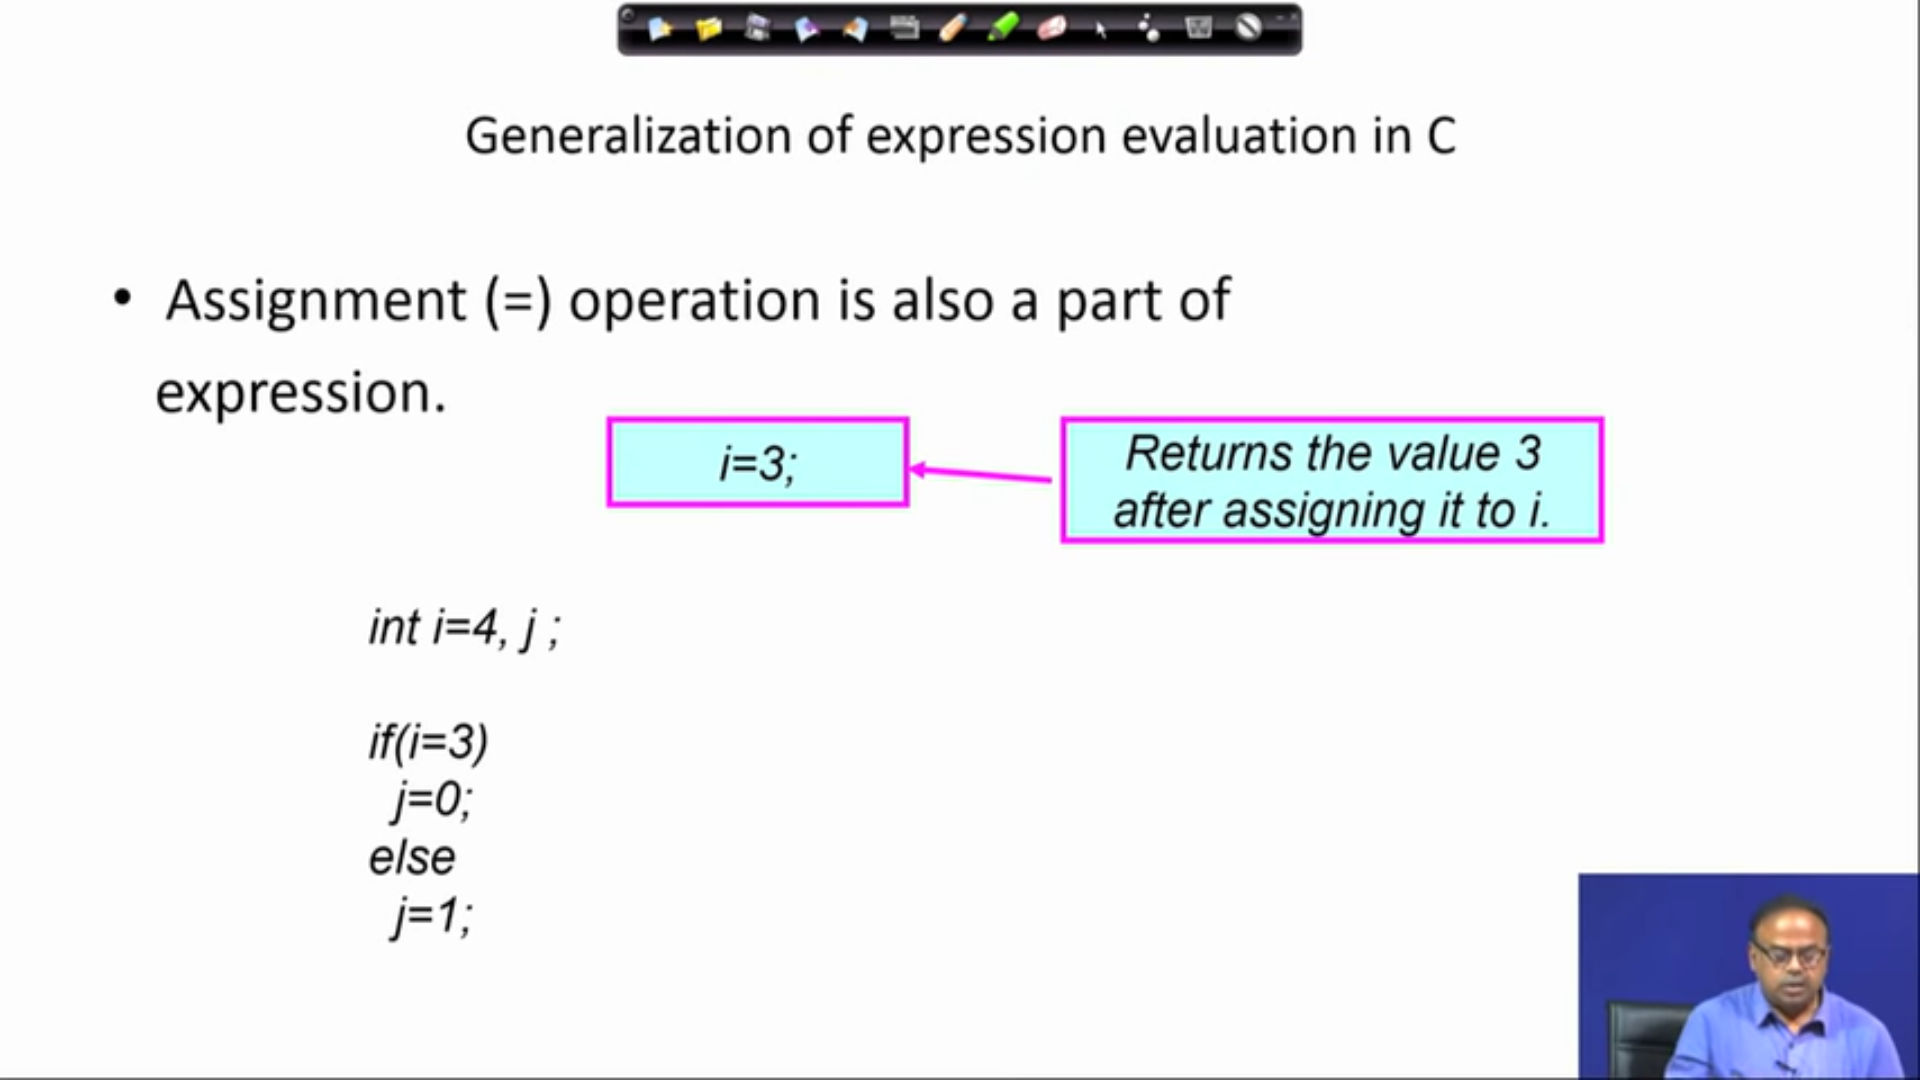 Generalization of expression evaluation in C
• Assignment (=) operation is also a part of
expression.
i=3;
Returns the value 3
after assigning it to i.
int i=4, j ;
if(i=3)
j=0;
else
j=1;